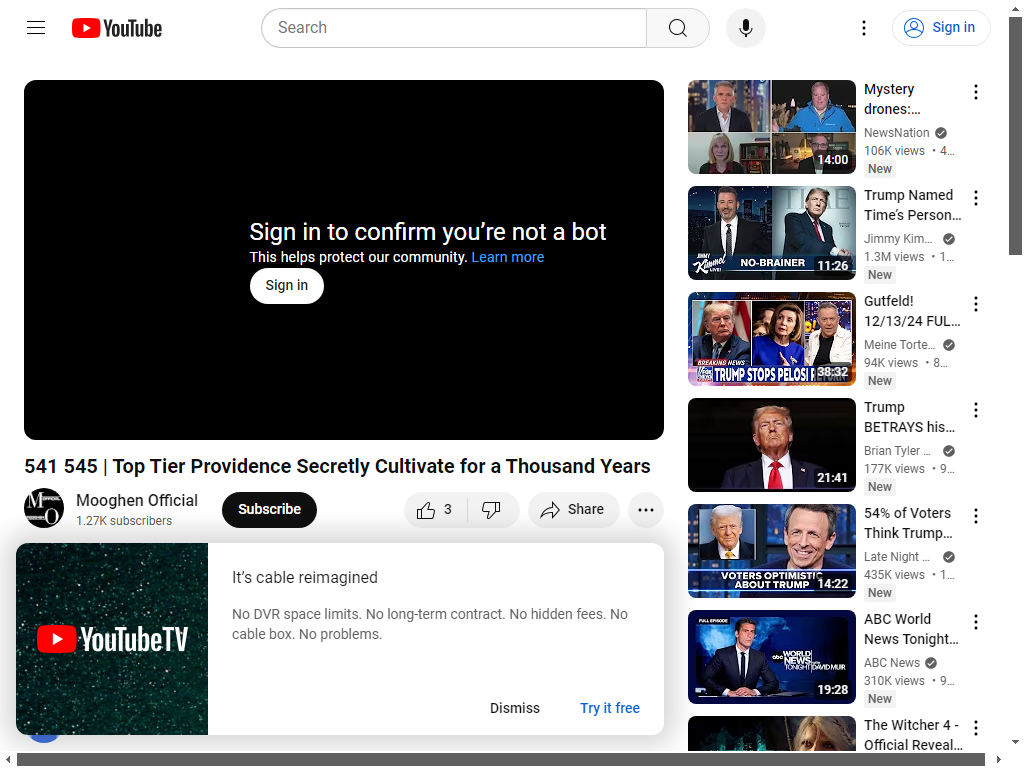 YouTube
Search
Sign in
Sign in to confirm you’re not a bot
This helps protect our community. Learn more
Sign in
541 545 | Top Tier Providence Secretly Cultivate for a Thousand Years
Mooghen Official
1.27K subscribers
Subscribe
3
Share
YouTubeTV
It’s cable reimagined
No DVR space limits. No long-term contract. No hidden fees. No
cable box. No problems.
Dismiss
Try it free
14:00
Mystery
drones:...
NewsNation
106K views • 4...
New
JIMMY
Kimmel
LIVE!
NO-BRAINER
11:26
Trump Named
Time’s Person...
Jimmy Kim...
1.3M views • 1...
New
BREAKING NEWS
TRUMP STOPS PELOSI
38:32
Gutfeld!
12/13/24 FUL...
Meine Torte...
94K views • 8...
New
21:41
Trump
BETRAYS his...
Brian Tyler ...
177K views • 9...
New
VOTERS OPTIMISTIC
ABOUT TRUMP
14:22
54% of Voters
Think Trump...
Late Night ...
435K views • 1...
New
FULL EPISODE
abc WORLD
NEWS
TONIGHT DAVID MUIR
19:28
ABC World
News Tonight...
ABC News
310K views • 9...
New
The Witcher 4 -
Official Reveal...